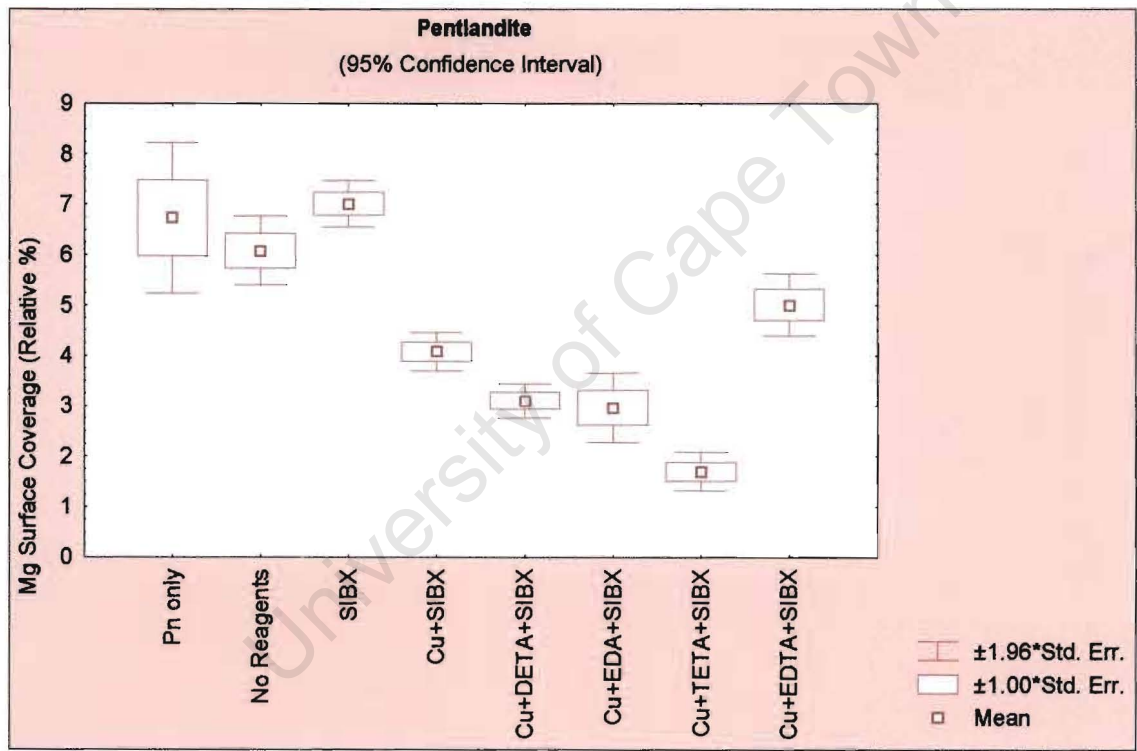 Pentlandite
(95% Confidence Interval)
Mg Surface Coverage (Relative %)
9
8
7
6
5
4
3
2
1
0
Pn only
No Reagents
SIBX
Cu+SIBX
Cu+DETA+SIBX
Cu+EDA+SIBX
Cu+TETA+SIBX
Cu+EDTA+SIBX
±1.96*Std. Err.
±1.00*Std. Err.
Mean
University of Cape Town